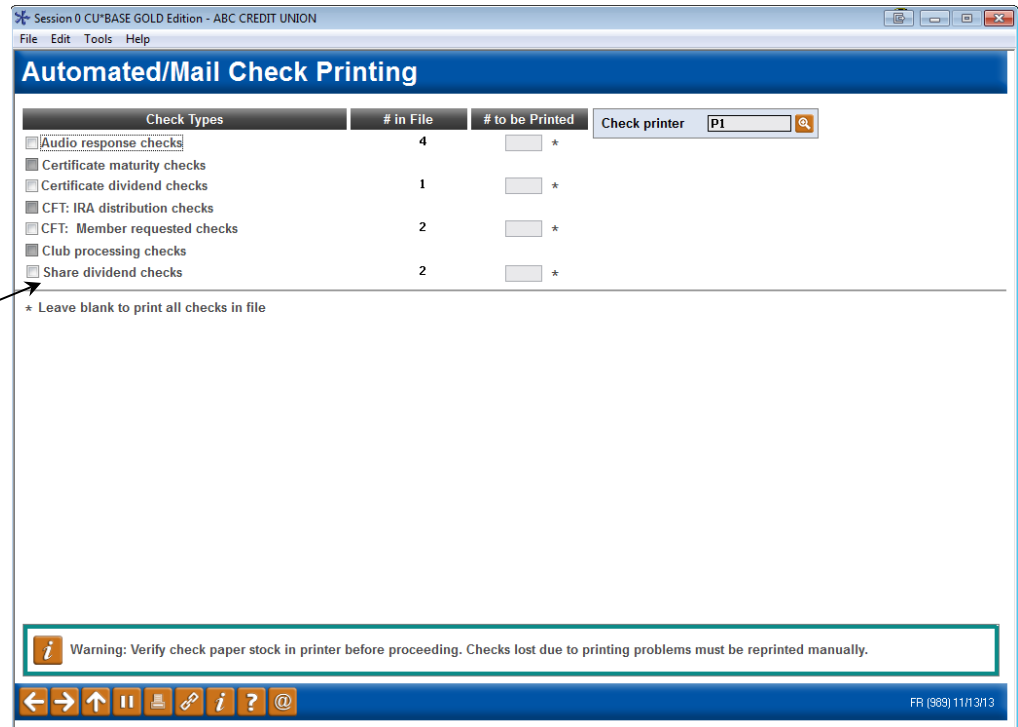 Session 0 CU*BASE GOLD Edition - ABC CREDIT UNION
File Edit Tools Help
Automated/Mail Check Printing
Check Types # in File # to be Printed Check printer P1
Audio response checks 4 *
Certificate maturity checks
Certificate dividend checks 1 *
CFT: IRA distribution checks
CFT: Member requested checks 2 *
Club processing checks
Share dividend checks 2 *
* Leave blank to print all checks in file
i Warning: Verify check paper stock in printer before proceeding. Checks lost due to printing problems must be reprinted manually.
i ? @ FR (989) 11/13/13